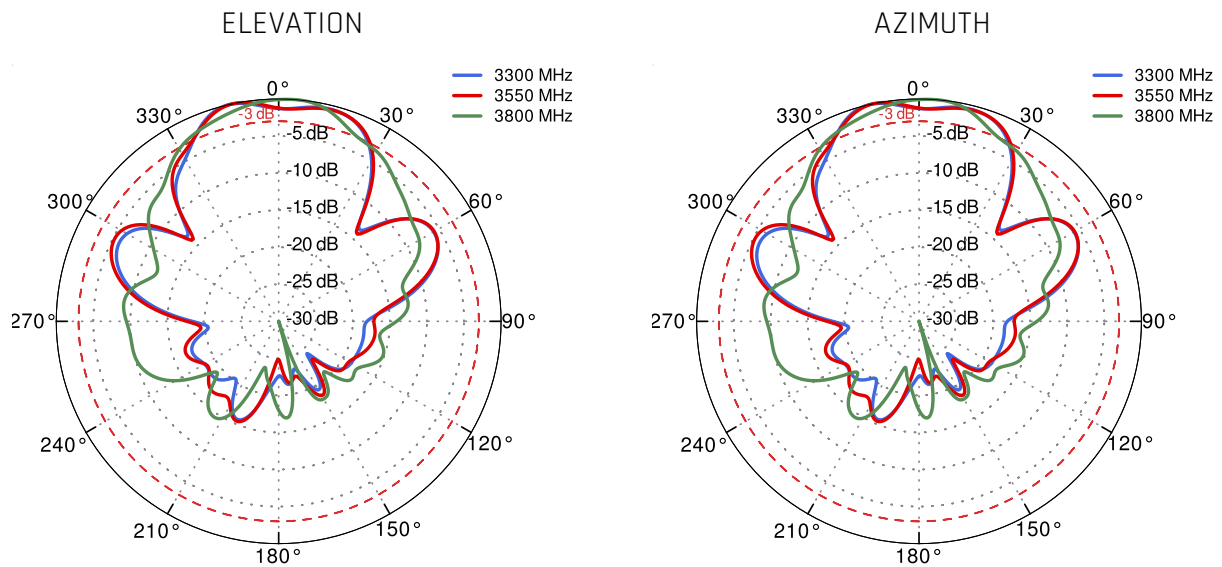 ELEVATION
3300 MHz
3550 MHz
3800 MHz
0°
330°
-3 dB
30°
-5 dB
-10 dB
300°
60°
-15 dB
-20 dB
-25 dB
270°
-30 dB
90°
240°
120°
210°
150°
180°
AZIMUTH
3300 MHz
3550 MHz
3800 MHz
0°
330°
-3 dB
30°
-5 dB
-10 dB
300°
60°
-15 dB
-20 dB
-25 dB
270°
-30 dB
90°
240°
120°
210°
150°
180°